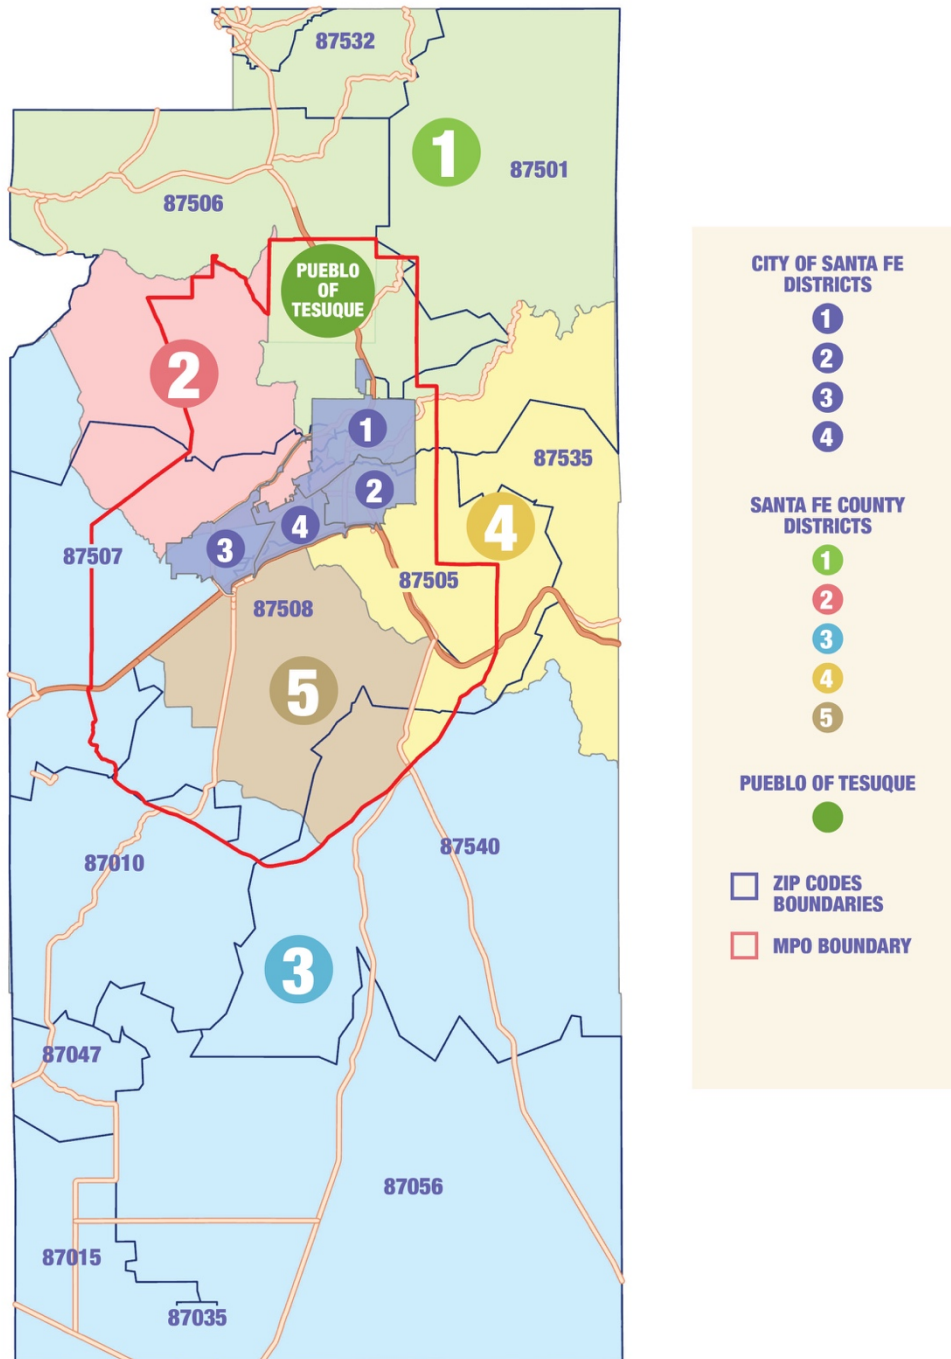 87532
1
87501
87506
PUEBLO
OF
TESUQUE
2
1
87535
2
4
4
3
87507
87505
87508
5
87540
87010
3
87047
87056
87015
87035
CITY OF SANTA FE
DISTRICTS
1
2
3
4
SANTA FE COUNTY
DISTRICTS
1
2
3
4
5
PUEBLO OF TESUQUE
ZIP CODES
BOUNDARIES
MPO BOUNDARY